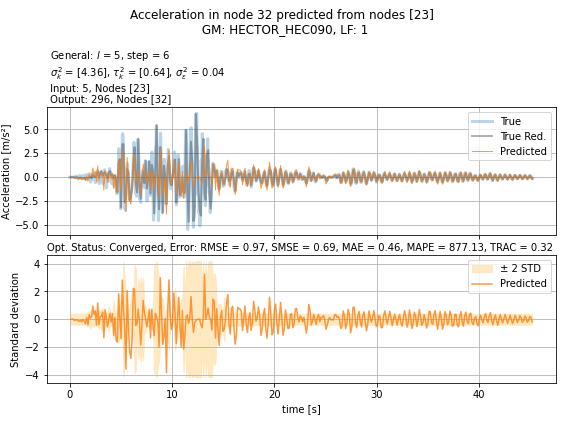 Acceleration in node 32 predicted from nodes [23]
GM: HECTOR_HEC090, LF: 1
General: l = 5, step = 6
σ²ₖ = [4.36], τ²ₖ = [0.64], σ²ε = 0.04
Input: 5, Nodes [23]
Output: 296, Nodes [32]
Acceleration [m/s²]
5.0
2.5
0.0
−2.5
−5.0
True
True Red.
Predicted
Opt. Status: Converged, Error: RMSE = 0.97, SMSE = 0.69, MAE = 0.46, MAPE = 877.13, TRAC = 0.32
Standard deviation
4
2
0
−2
−4
± 2 STD
Predicted
0 10 20 30 40
time [s]